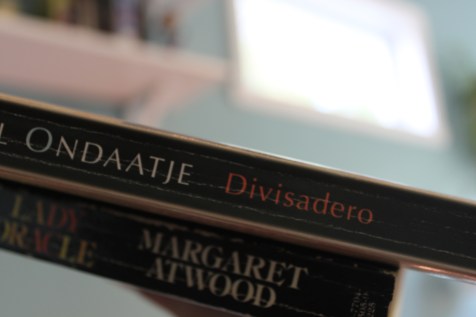 L ONDAATJE Divisadero
LADY
ORACLE
MARGARET
ATWOOD